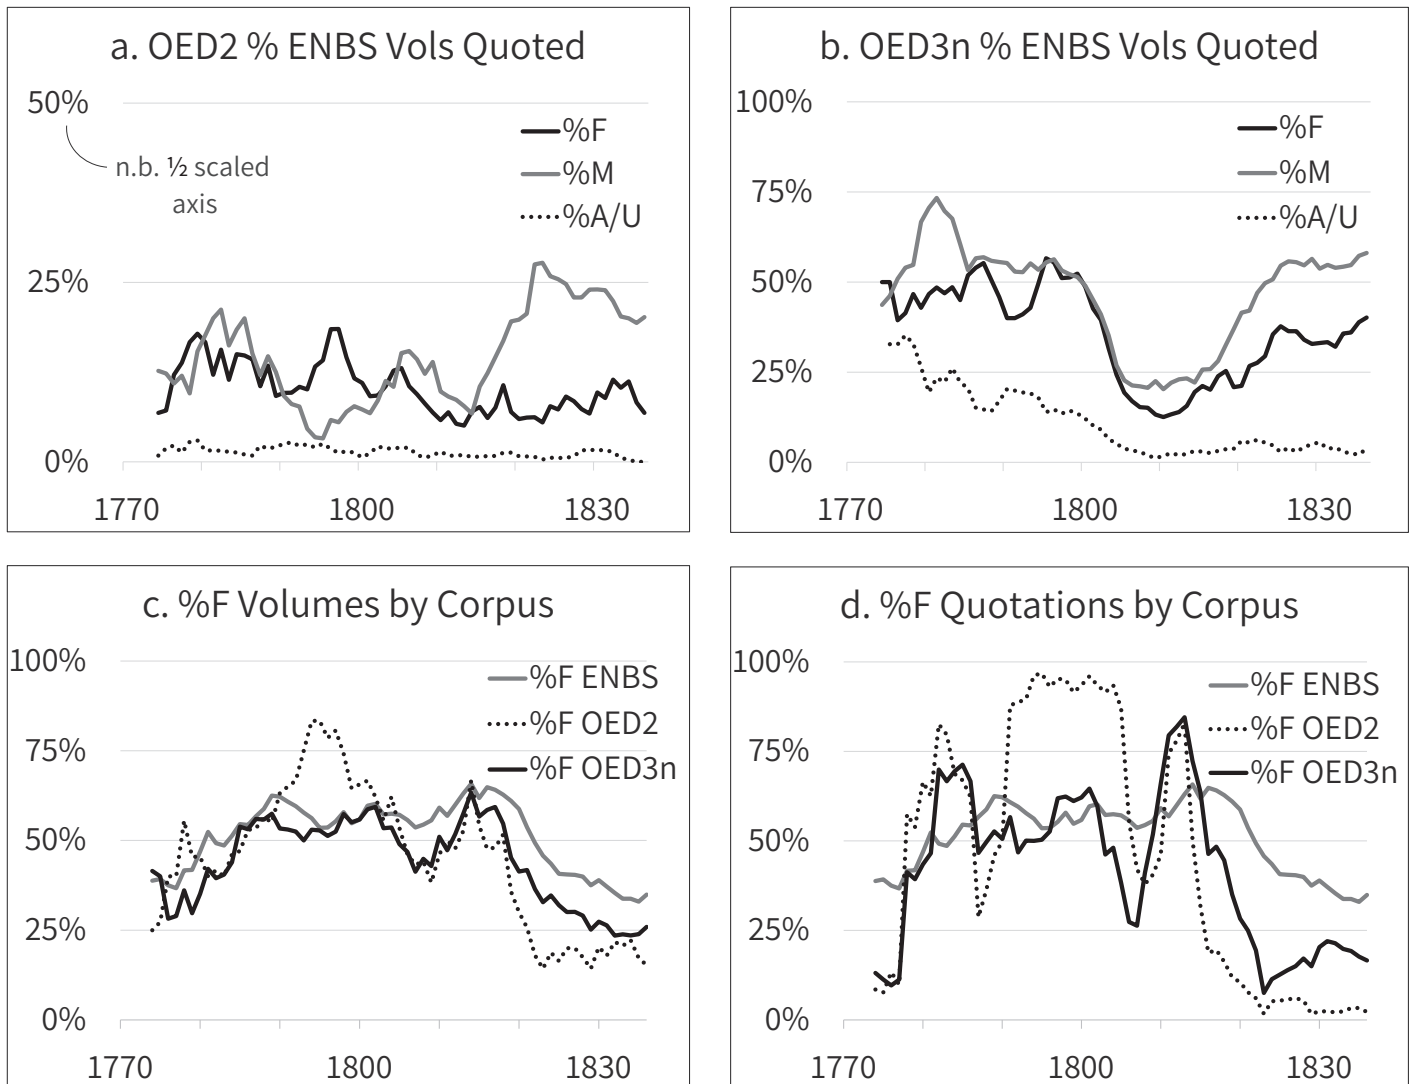 a. OED2 % ENBS Vols Quoted
50%
n.b. ½ scaled
axis
%F
%M
%A/U
25%
0%
1770
1800
1830
b. OED3n % ENBS Vols Quoted
100%
%F
%M
%A/U
75%
50%
25%
0%
1770
1800
1830
c. %F Volumes by Corpus
100%
%F ENBS
%F OED2
%F OED3n
75%
50%
25%
0%
1770
1800
1830
d. %F Quotations by Corpus
100%
%F ENBS
%F OED2
%F OED3n
75%
50%
25%
0%
1770
1800
1830